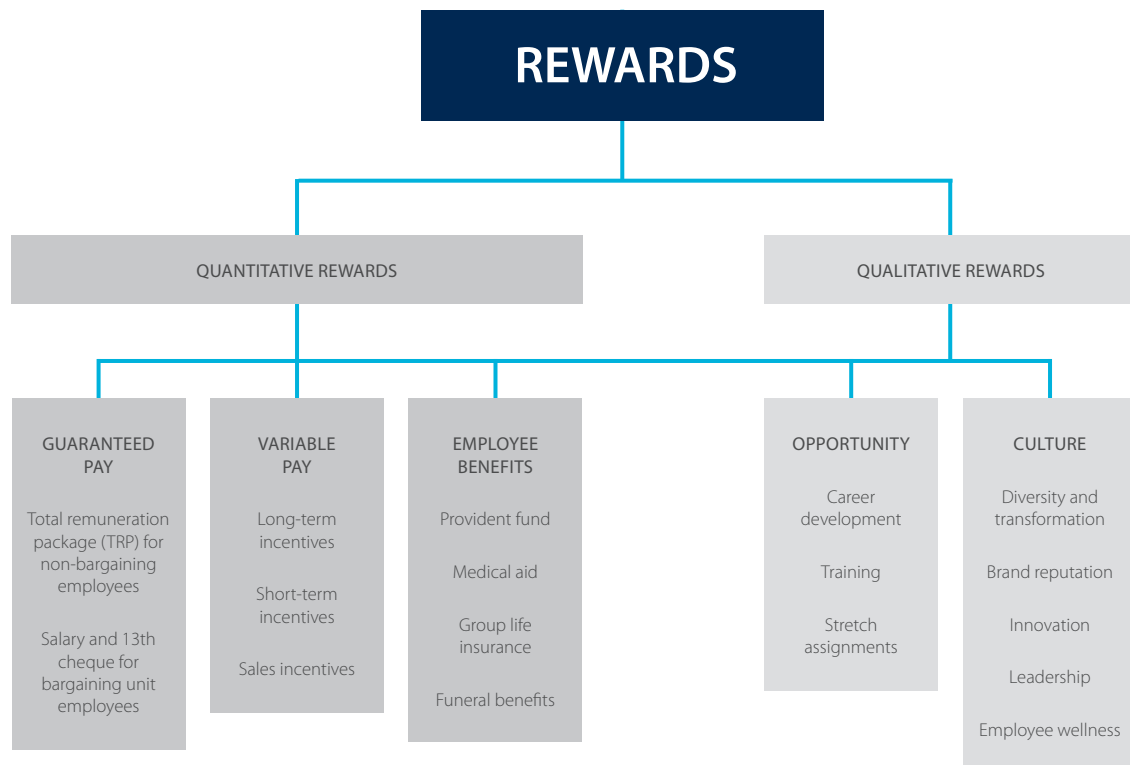 REWARDS
QUANTITATIVE REWARDS
QUALITATIVE REWARDS
GUARANTEED
PAY
Total remuneration
package (TRP) for
non-bargaining
employees
Salary and 13th
cheque for
bargaining unit
employees
VARIABLE
PAY
Long-term
incentives
Short-term
incentives
Sales incentives
EMPLOYEE
BENEFITS
Provident fund
Medical aid
Group life
insurance
Funeral benefits
OPPORTUNITY
Career
development
Training
Stretch
assignments
CULTURE
Diversity and
transformation
Brand reputation
Innovation
Leadership
Employee wellness